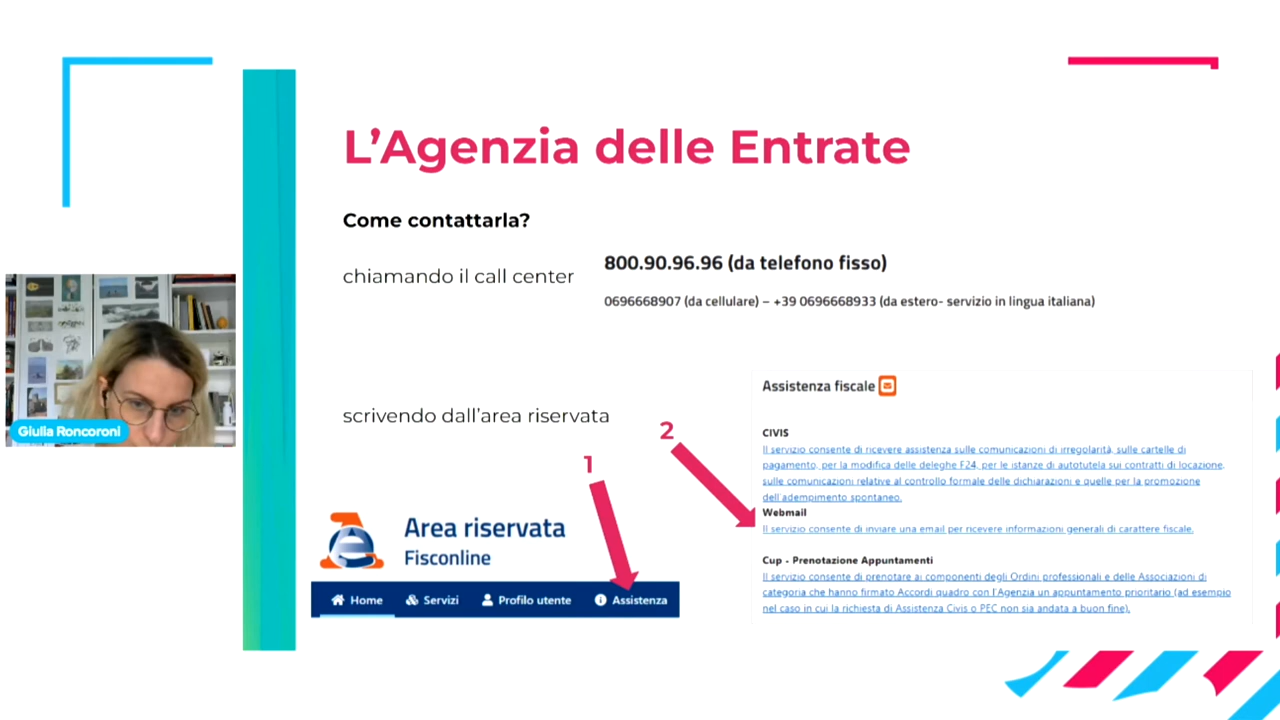 L'Agenzia delle Entrate
Come contattarla?
chiamando il call center
800.90.96.96 (da telefono fisso)
0696668907 (da cellulare) – +39 0696668933 (da estero- servizio in lingua italiana)
Giulia Roncoroni
scrivendo dall'area riservata
1
2
Area riservata
Fisconline
Home Servizi Profilo utente Assistenza
Assistenza fiscale
CIVIS
Il servizio consente di ricevere assistenza sulle comunicazioni di irregolarità, sulle cartelle di
pagamento, per la modifica delle deleghe F24, per le istanze di autotutela sui contratti di locazione,
sulle comunicazioni relative al controllo formale delle dichiarazioni e quelle per la promozione
dell'adempimento spontaneo.
Webmail
Il servizio consente di inviare una email per ricevere informazioni generali di carattere fiscale.
Cup - Prenotazione Appuntamenti
Il servizio consente di prenotare ai componenti degli Ordini professionali e delle Associazioni di
categoria che hanno firmato Accordi quadro con l'Agenzia un appuntamento prioritario (ad esempio
nel caso in cui la richiesta di Assistenza Civis o PEC non sia andata a buon fine).